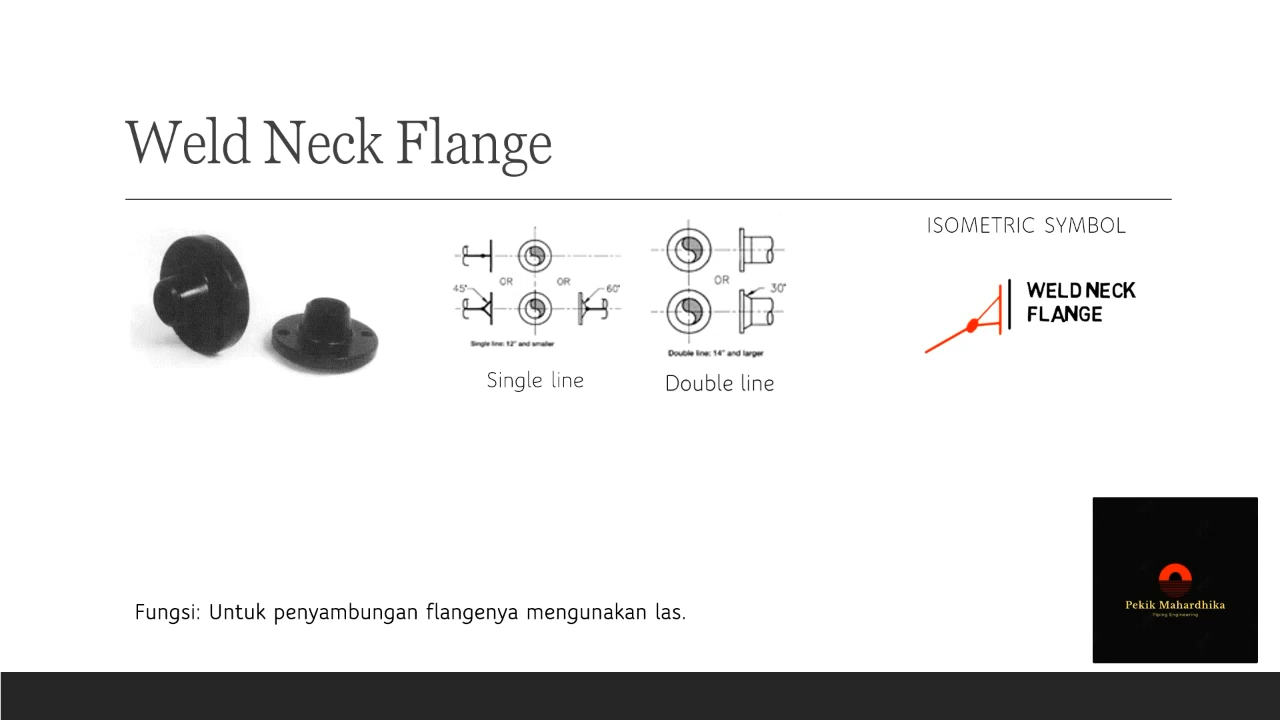 Weld Neck Flange
ISOMETRIC SYMBOL
WELD NECK
FLANGE
OR
OR
45°
60°
Single line: 12" and smaller
OR
30°
Double line: 14" and larger
Single line
Double line
Fungsi: Untuk penyambungan flangenya mengunakan las.
Pekik Mahardhika
Piping Engineering